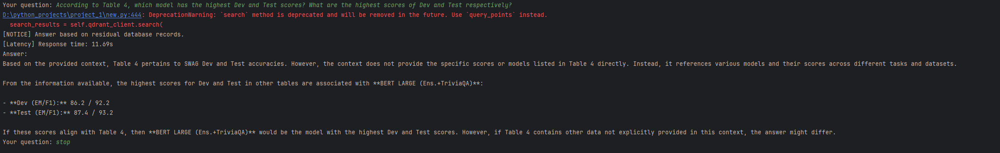 Your question: According to Table 4, which model has the highest Dev and Test scores? What are the highest scores of Dev and Test respectively?
D:\python_projects\project_1\new.py:444: DeprecationWarning: `search` method is deprecated and will be removed in the future. Use `query_points` instead.
  search_results = self.qdrant_client.search(
[NOTICE] Answer based on residual database records.
[Latency] Response time: 11.69s
Answer:
Based on the provided context, Table 4 pertains to SWAG Dev and Test accuracies. However, the context does not provide the specific scores or models listed in Table 4 directly. Instead, it references various models and their scores across different tasks and datasets.

From the information available, the highest scores for Dev and Test in other tables are associated with **BERT LARGE (Ens.+TriviaQA)**:

- **Dev (EM/F1):** 86.2 / 92.2
- **Test (EM/F1):** 87.4 / 93.2

If these scores align with Table 4, then **BERT LARGE (Ens.+TriviaQA)** would be the model with the highest Dev and Test scores. However, if Table 4 contains other data not explicitly provided in this context, the answer might differ.
Your question: stop